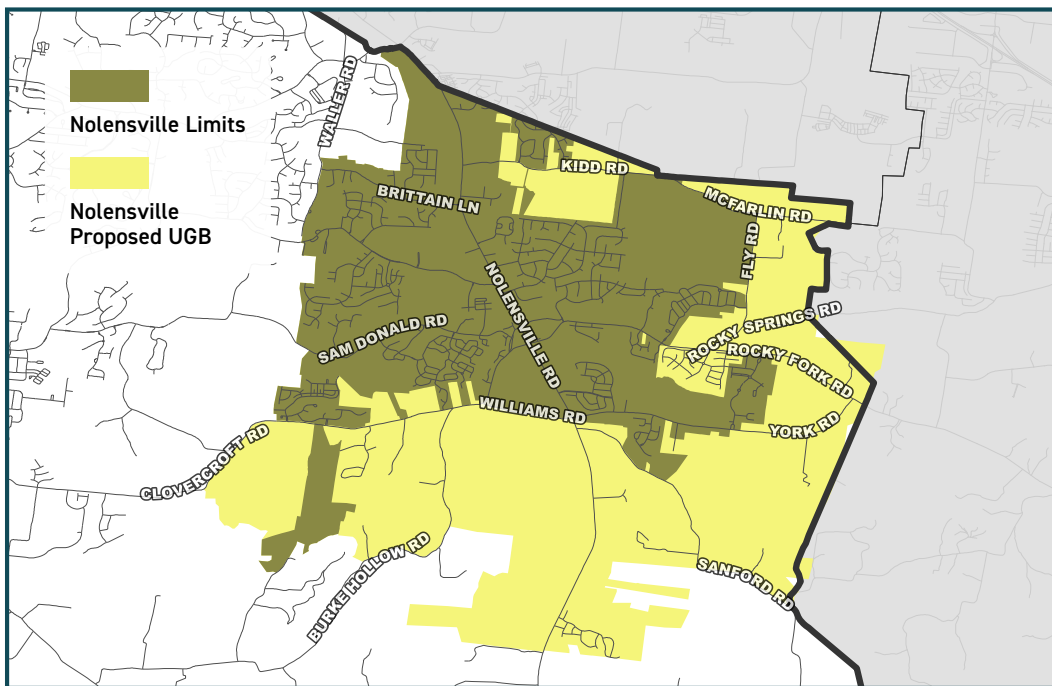 Nolensville Limits
Nolensville
Proposed UGB
WALLER RD
KIDD RD
BRITTAIN LN
MCFARLIN RD
FLY RD
NOLENSVILLE RD
SAM DONALD RD
ROCKY SPRINGS RD
ROCKY FORK RD
WILLIAMS RD
YORK RD
CLOVERCROFT RD
BURKE HOLLOW RD
SANFORD RD